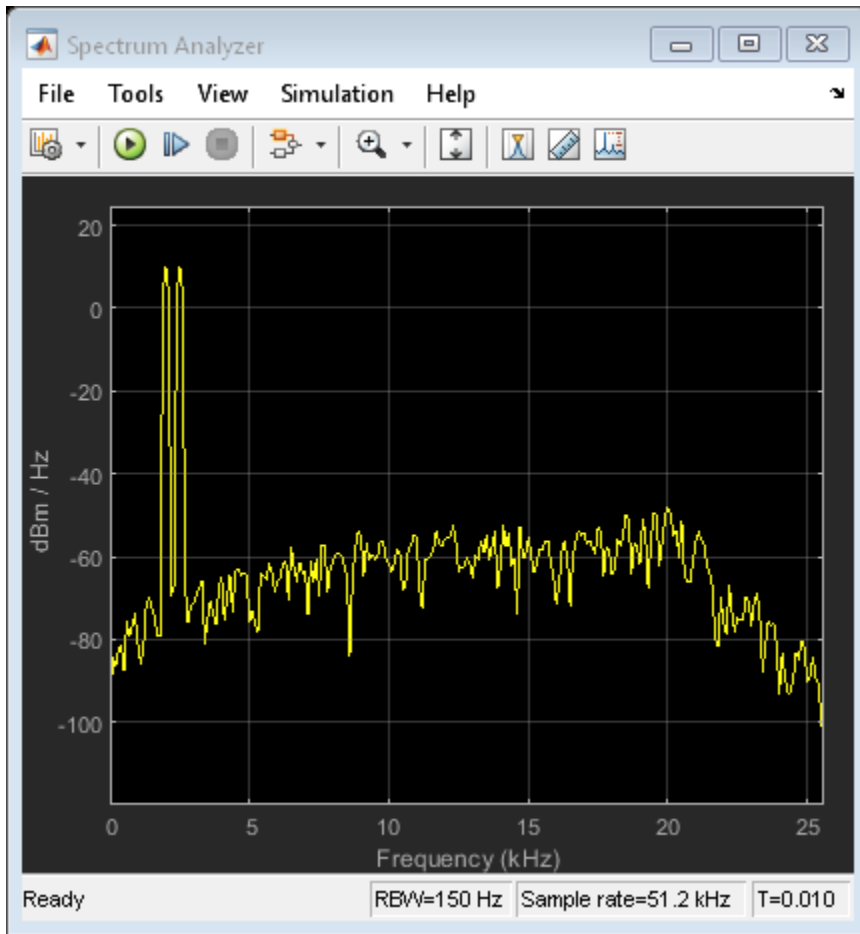 Spectrum Analyzer
File Tools View Simulation Help
20
0
-20
-40
-60
-80
-100
dBm / Hz
0 5 10 15 20 25
Frequency (kHz)
Ready RBW=150 Hz Sample rate=51.2 kHz T=0.010